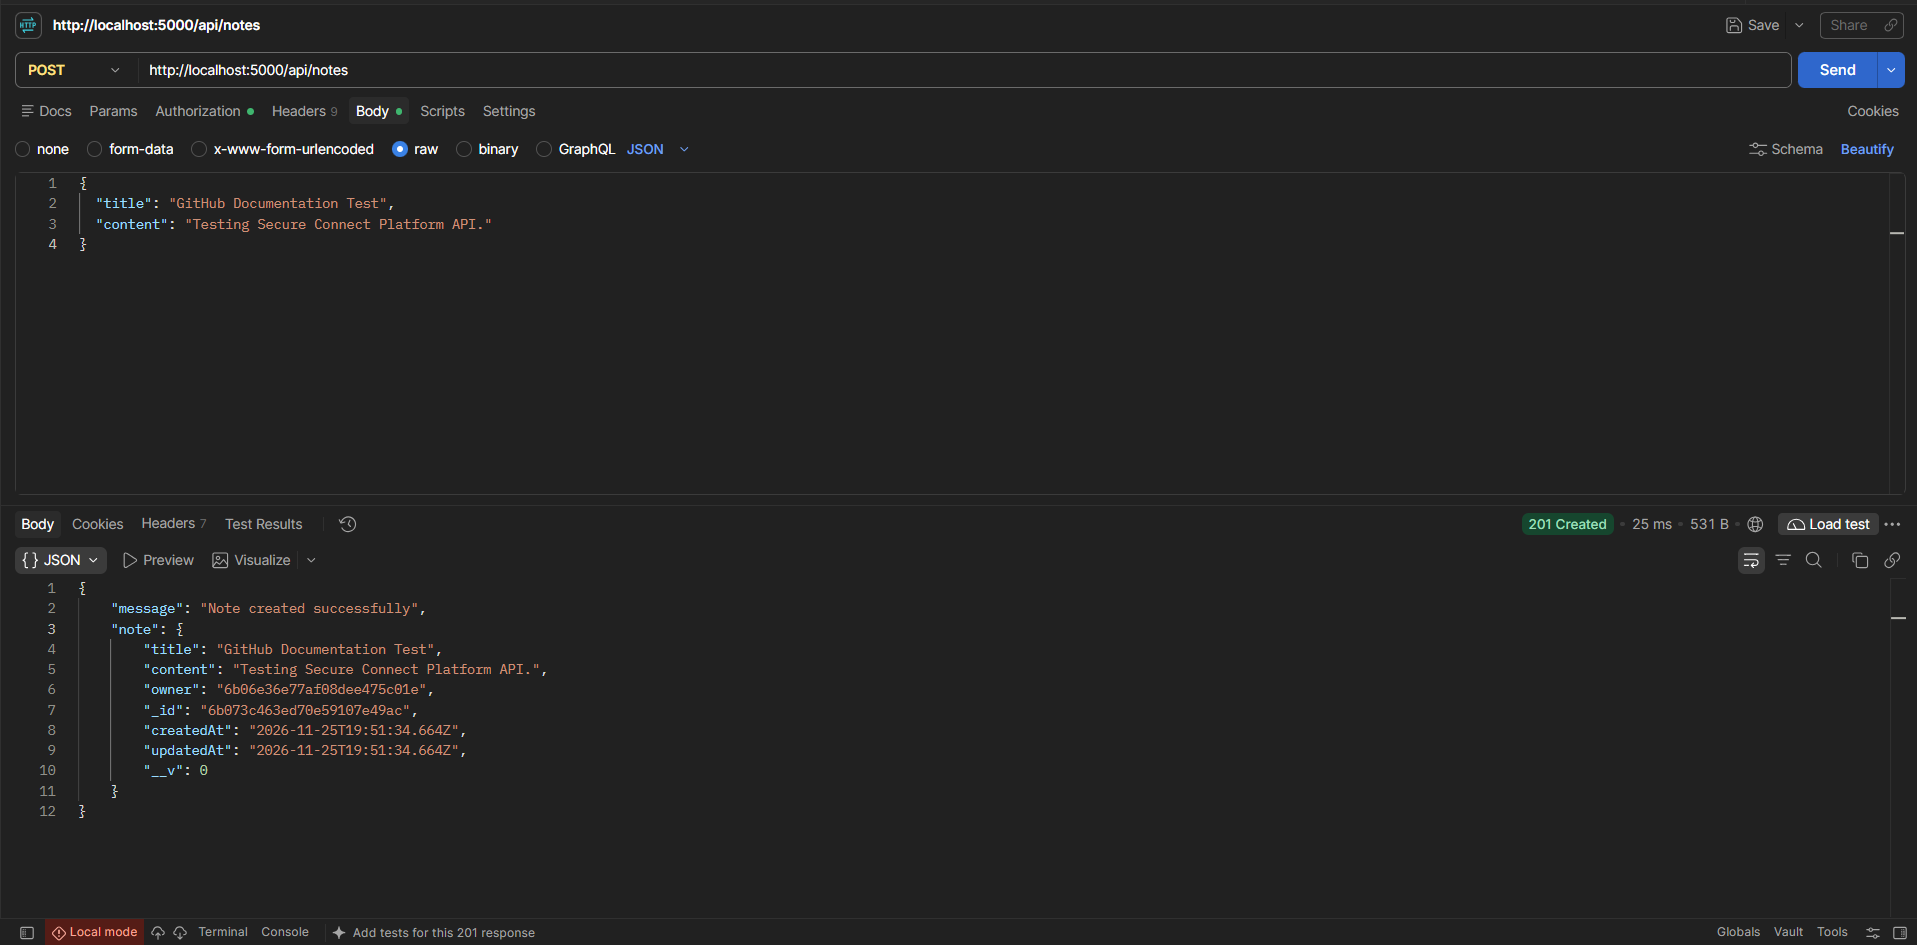 HTTP http://localhost:5000/api/notes Save Share
POST http://localhost:5000/api/notes Send
Docs Params Authorization Headers 9 Body Scripts Settings Cookies
none form-data x-www-form-urlencoded raw binary GraphQL JSON Schema Beautify
1 {
2 "title": "GitHub Documentation Test",
3 "content": "Testing Secure Connect Platform API."
4 }
Body Cookies Headers 7 Test Results 201 Created 25 ms 531 B Load test
{} JSON Preview Visualize
1 {
2 "message": "Note created successfully",
3 "note": {
4 "title": "GitHub Documentation Test",
5 "content": "Testing Secure Connect Platform API.",
6 "owner": "6b06e36e77af08dee475c01e",
7 "_id": "6b073c463ed70e59107e49ac",
8 "createdAt": "2026-11-25T19:51:34.664Z",
9 "updatedAt": "2026-11-25T19:51:34.664Z",
10 "__v": 0
11 }
12 }
Local mode Terminal Console Add tests for this 201 response Globals Vault Tools